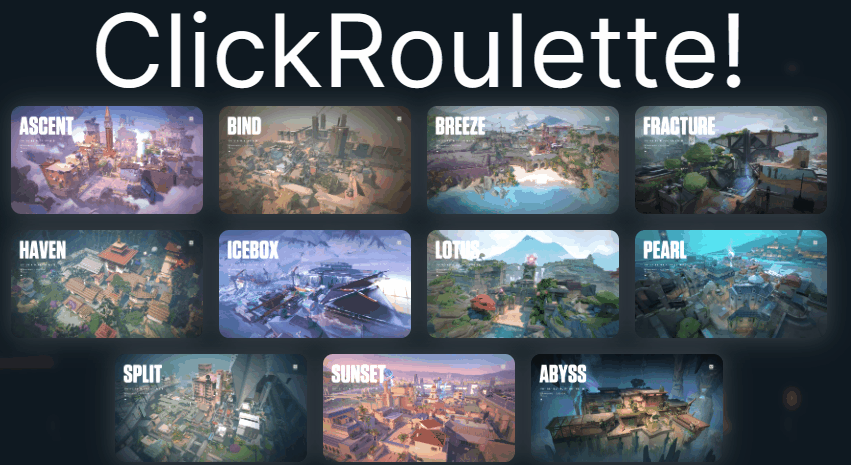 ClickRoulette!
ASCENT BIND BREEZE FRACTURE
HAVEN ICEBOX LOTUS PEARL
SPLIT SUNSET ABYSS